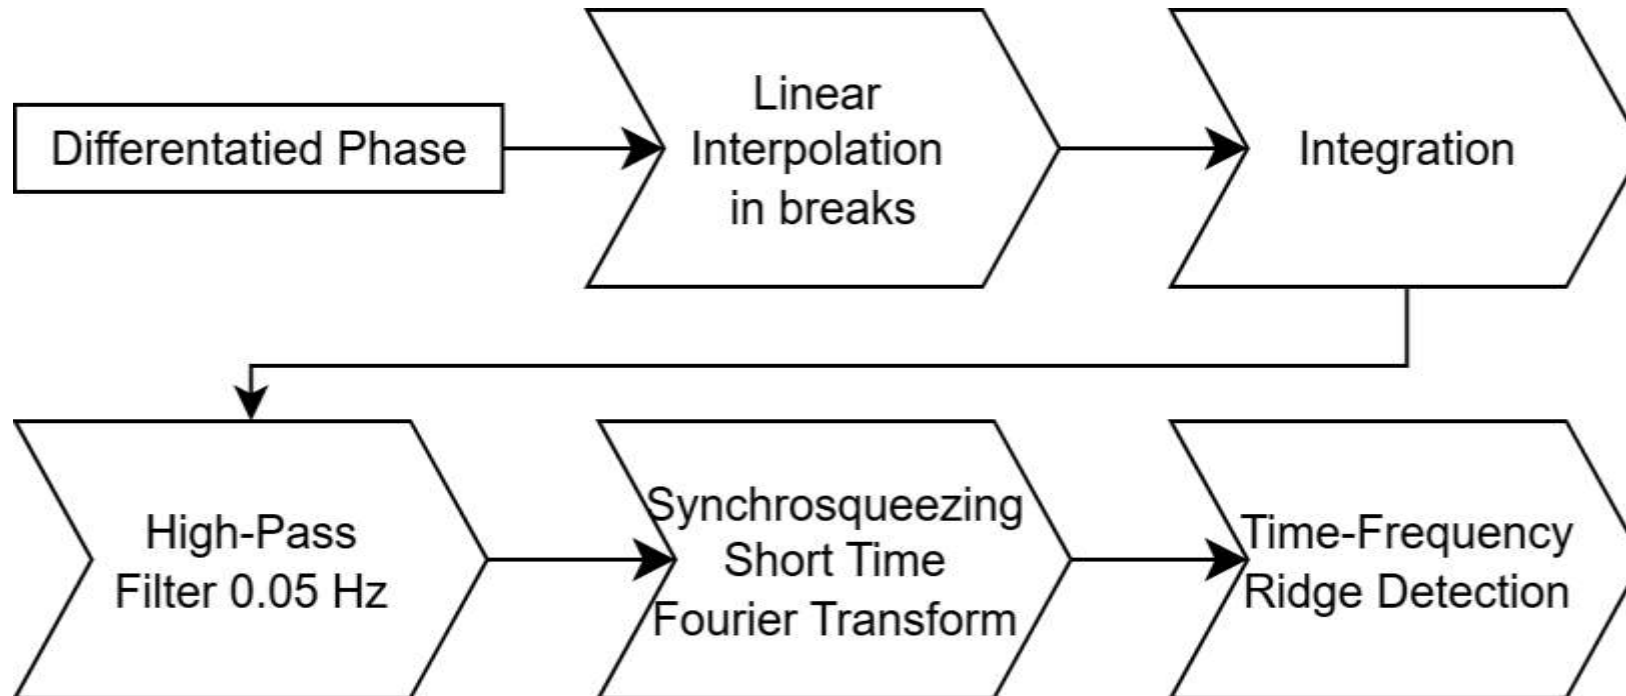 Differentatied Phase
Linear
Interpolation
in breaks
Integration
High-Pass
Filter 0.05 Hz
Synchrosqueezing
Short Time
Fourier Transform
Time-Frequency
Ridge Detection